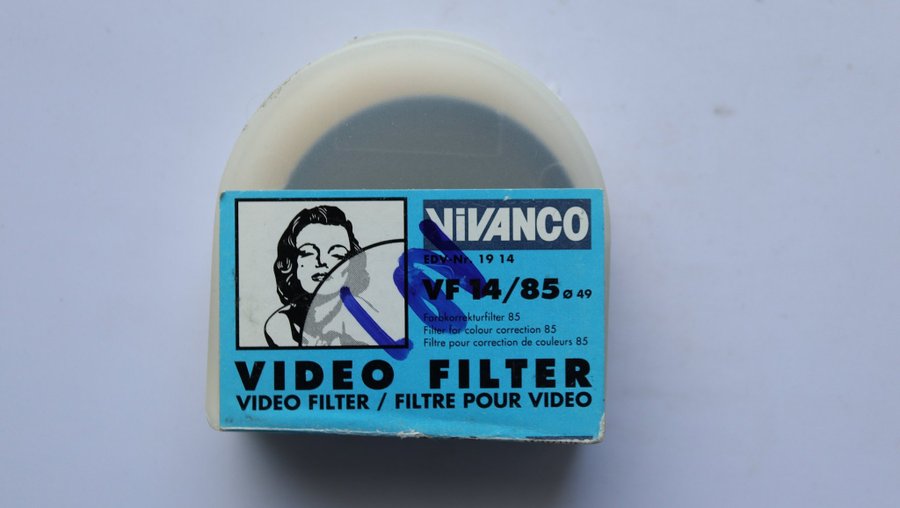 VIVANCO
EDV-Nr. 19 14
VF 14/85 Ø 49
Farbkorrekturfilter 85
Filter for colour correction 85
Filtre pour correction de couleurs 85
VIDEO FILTER
VIDEO FILTER / FILTRE POUR VIDEO